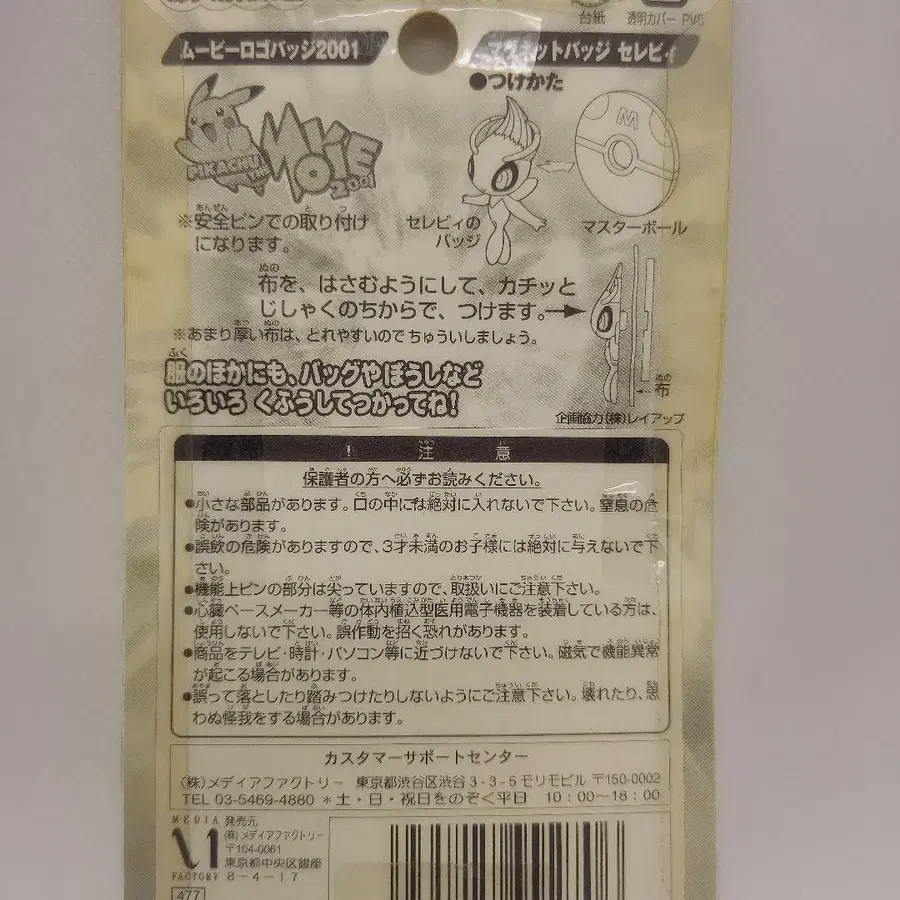 台紙 透明カバー PVC
ムービーロゴバッジ2001
マグネットバッジ セレビィ
●つけかた
PIKACHU THE MOVIE 2001
M
※安全ピンでの取り付け
になります。
セレビィの
バッジ
マスターボール
布を、はさむようにして、カチッと
じしゃくのちからで、つけます。→
※あまり厚い布は、とれやすいのでちゅういしましょう。
←布
服のほかにも、バッグやぼうしなど
いろいろ くふうしてつかってね!
企画協力(株)レイアップ
! 注意
保護者の方へ必ずお読みください。
●小さな部品があります。口の中には絶対に入れないで下さい。窒息の危
険があります。
●誤飲の危険がありますので、3才未満のお子様には絶対に与えないで下
さい。
●機能上ピンの部分は尖っていますので、取扱いにご注意下さい。
●心臓ペースメーカー等の体内植込型医用電子機器を装着している方は、
使用しないで下さい。誤作動を招く恐れがあります。
●商品をテレビ・時計・パソコン等に近づけないで下さい。磁気で機能異常
が起こる場合があります。
●誤って落としたり踏みつけたりしないようにご注意下さい。壊れたり、思
わぬ怪我をする場合があります。
カスタマーサポートセンター
(株)メディアファクトリー 東京都渋谷区渋谷3-3-5モリモビル 〒150-0002
TEL 03-5469-4880 *土・日・祝日をのぞく平日 10:00〜18:00
MEDIA FACTORY
発売元
(株)メディアファクトリー
〒104-0061
東京都中央区銀座
8-4-17
477